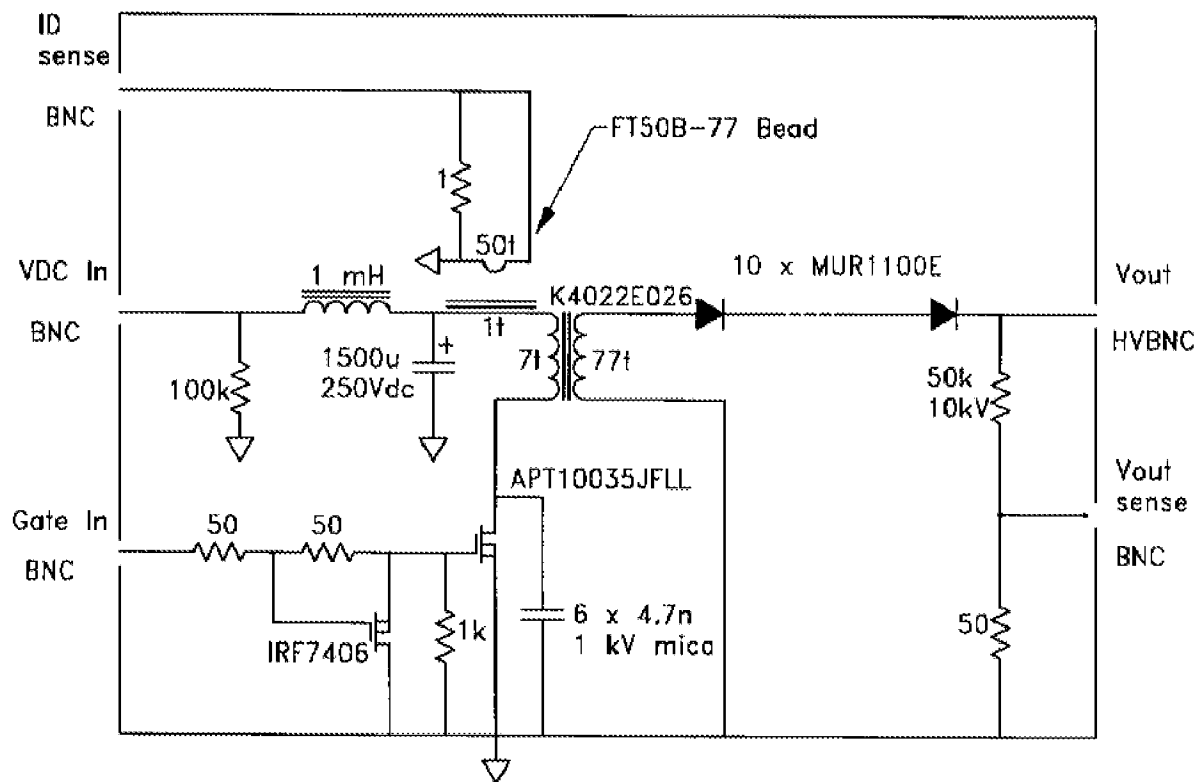 ID
sense
BNC
FT50B-77 Bead
1
50t
VDC In
1 mH
10 x MUR1100E
Vout
K4022E026
BNC
1t
HVBNC
+
1500u
250Vdc
7t
77t
100k
50k
10kV
APT10035JFLL
Vout
sense
Gate In
50
50
BNC
BNC
6 x 4.7n
1 kV mica
1k
50
IRF7406